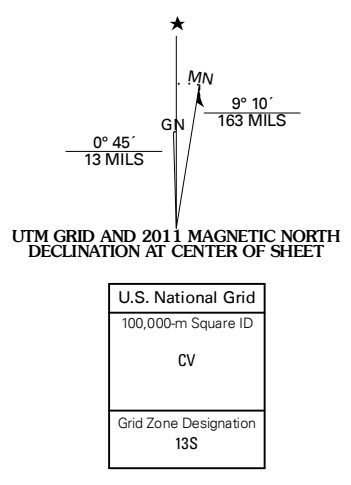 ★
MN
GN
9° 10´
163 MILS
0° 45´
13 MILS
UTM GRID AND 2011 MAGNETIC NORTH
DECLINATION AT CENTER OF SHEET
U.S. National Grid
100,000-m Square ID
CV
Grid Zone Designation
13S